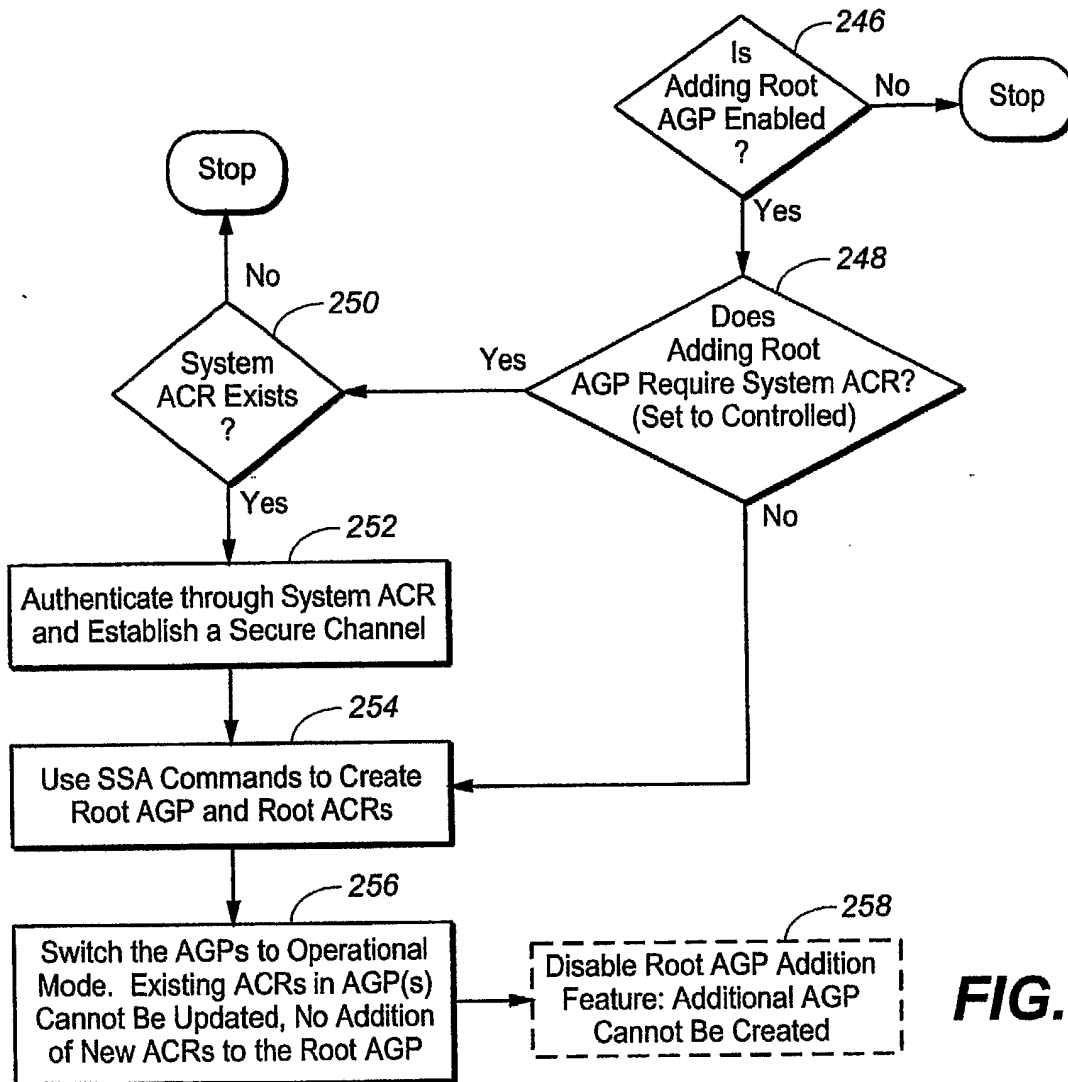 246
Is
Adding Root
AGP Enabled
?
No
Stop
Yes
Stop
No
248
Does
Adding Root
AGP Require System ACR?
(Set to Controlled)
Yes
No
250
System
ACR Exists
?
Yes
252
Authenticate through System ACR
and Establish a Secure Channel
254
Use SSA Commands to Create
Root AGP and Root ACRs
256
Switch the AGPs to Operational
Mode. Existing ACRs in AGP(s)
Cannot Be Updated, No Addition
of New ACRs to the Root AGP
258
Disable Root AGP Addition
Feature: Additional AGP
Cannot Be Created
FIG.